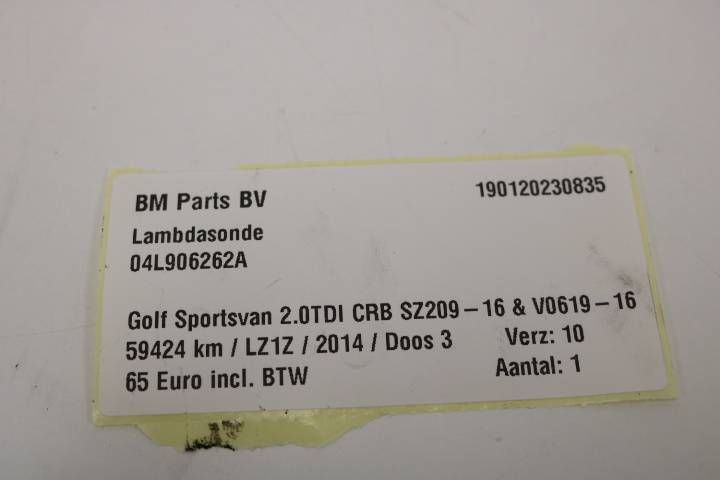 BM Parts BV 190120230835
Lambdasonde
04L906262A
Golf Sportsvan 2.0TDI CRB SZ209-16 & V0619-16
59424 km / LZ1Z / 2014 / Doos 3 Verz: 10
65 Euro incl. BTW Aantal: 1